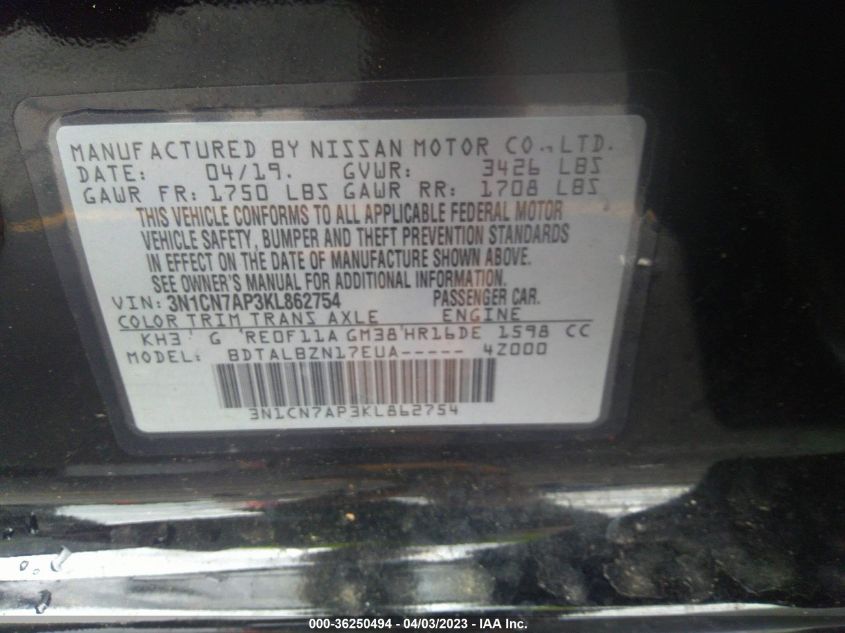 MANUFACTURED BY NISSAN MOTOR CO., LTD.
DATE: 04/19. GVWR: 3426 LBS
GAWR FR: 1750 LBS GAWR RR: 1708 LBS
THIS VEHICLE CONFORMS TO ALL APPLICABLE FEDERAL MOTOR
VEHICLE SAFETY, BUMPER AND THEFT PREVENTION STANDARDS
IN EFFECT ON THE DATE OF MANUFACTURE SHOWN ABOVE.
SEE OWNER'S MANUAL FOR ADDITIONAL INFORMATION.
VIN: 3N1CN7AP3KL862754 PASSENGER CAR.
COLOR TRIM TRANS AXLE ENGINE
KH3 G RE0F11A GM38 HR16DE 1598 CC
MODEL: BDTALBZN17EUA----- 4Z000
3N1CN7AP3KL862754
000-36250494 - 04/03/2023 - IAA Inc.